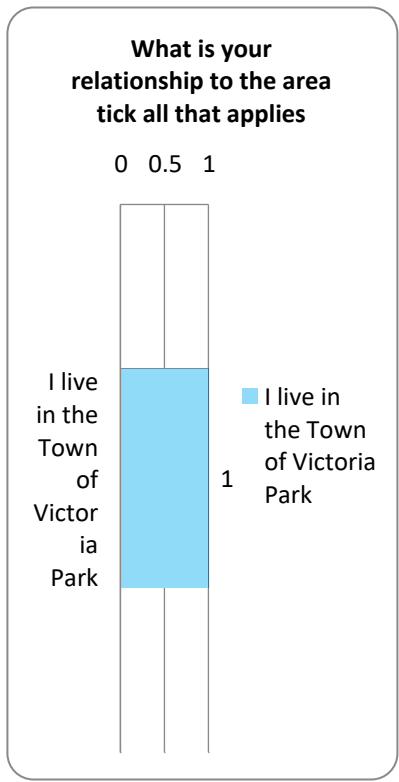 What is your
relationship to the area
tick all that applies
0 0.5 1
I live
in the
Town
of
Victor
ia
Park
1
I live in
the Town
of Victoria
Park